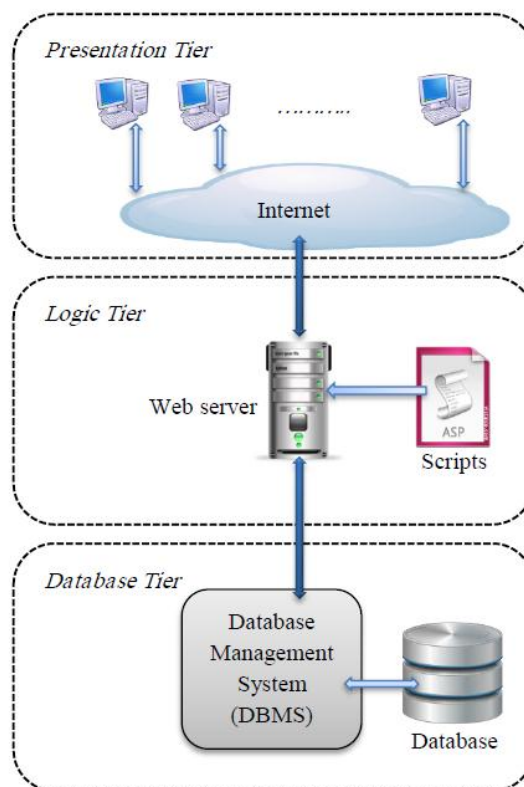 Presentation Tier
............
Internet
Logic Tier
Web server
ASP
Scripts
Database Tier
Database
Management
System
(DBMS)
Database